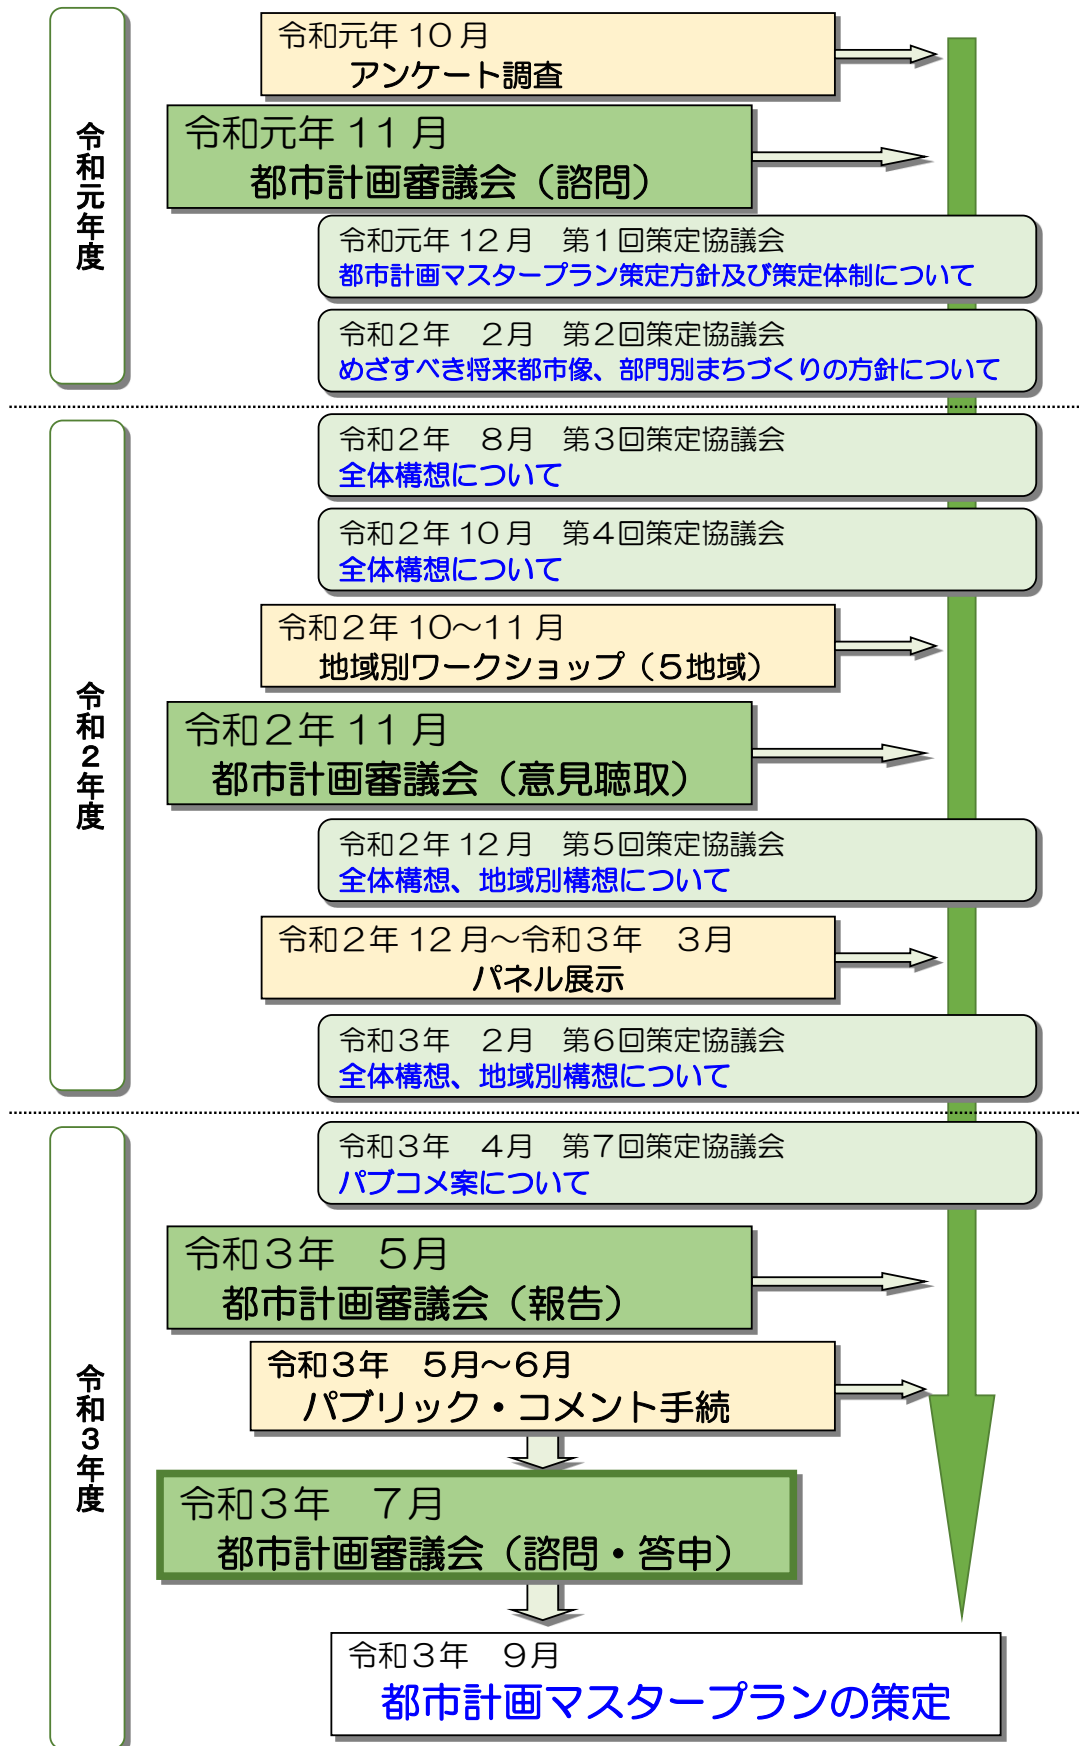 令和元年度
令和元年 10 月
アンケート調査
令和元年 11 月
都市計画審議会（諮問）
令和元年 12 月　第１回策定協議会
都市計画マスタープラン策定方針及び策定体制について
令和２年　２月　第２回策定協議会
めざすべき将来都市像、部門別まちづくりの方針について
令和２年度
令和２年　８月　第３回策定協議会
全体構想について
令和２年 10 月　第４回策定協議会
全体構想について
令和２年 10～11 月
地域別ワークショップ（５地域）
令和２年 11 月
都市計画審議会（意見聴取）
令和２年 12 月　第５回策定協議会
全体構想、地域別構想について
令和２年 12 月～令和３年　３月
パネル展示
令和３年　２月　第６回策定協議会
全体構想、地域別構想について
令和３年度
令和３年　４月　第７回策定協議会
パブコメ案について
令和３年　５月
都市計画審議会（報告）
令和３年　５月～６月
パブリック・コメント手続
令和３年　７月
都市計画審議会（諮問・答申）
令和３年　９月
都市計画マスタープランの策定